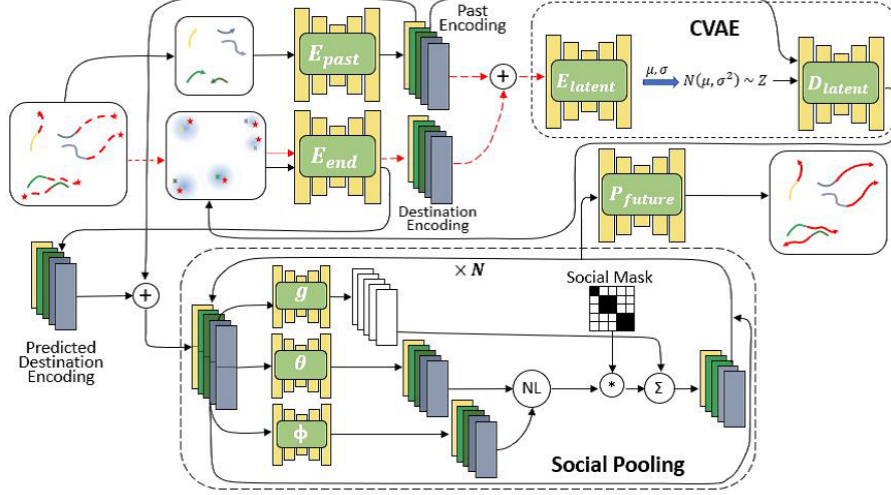 Past
Encoding
CVAE
E_past
+
E_latent
μ, σ
N(μ, σ²) ~ Z
D_latent
E_end
Destination
Encoding
P_future
× N
Social Mask
g
+
Predicted
Destination
Encoding
θ
NL
*
Σ
ϕ
Social Pooling